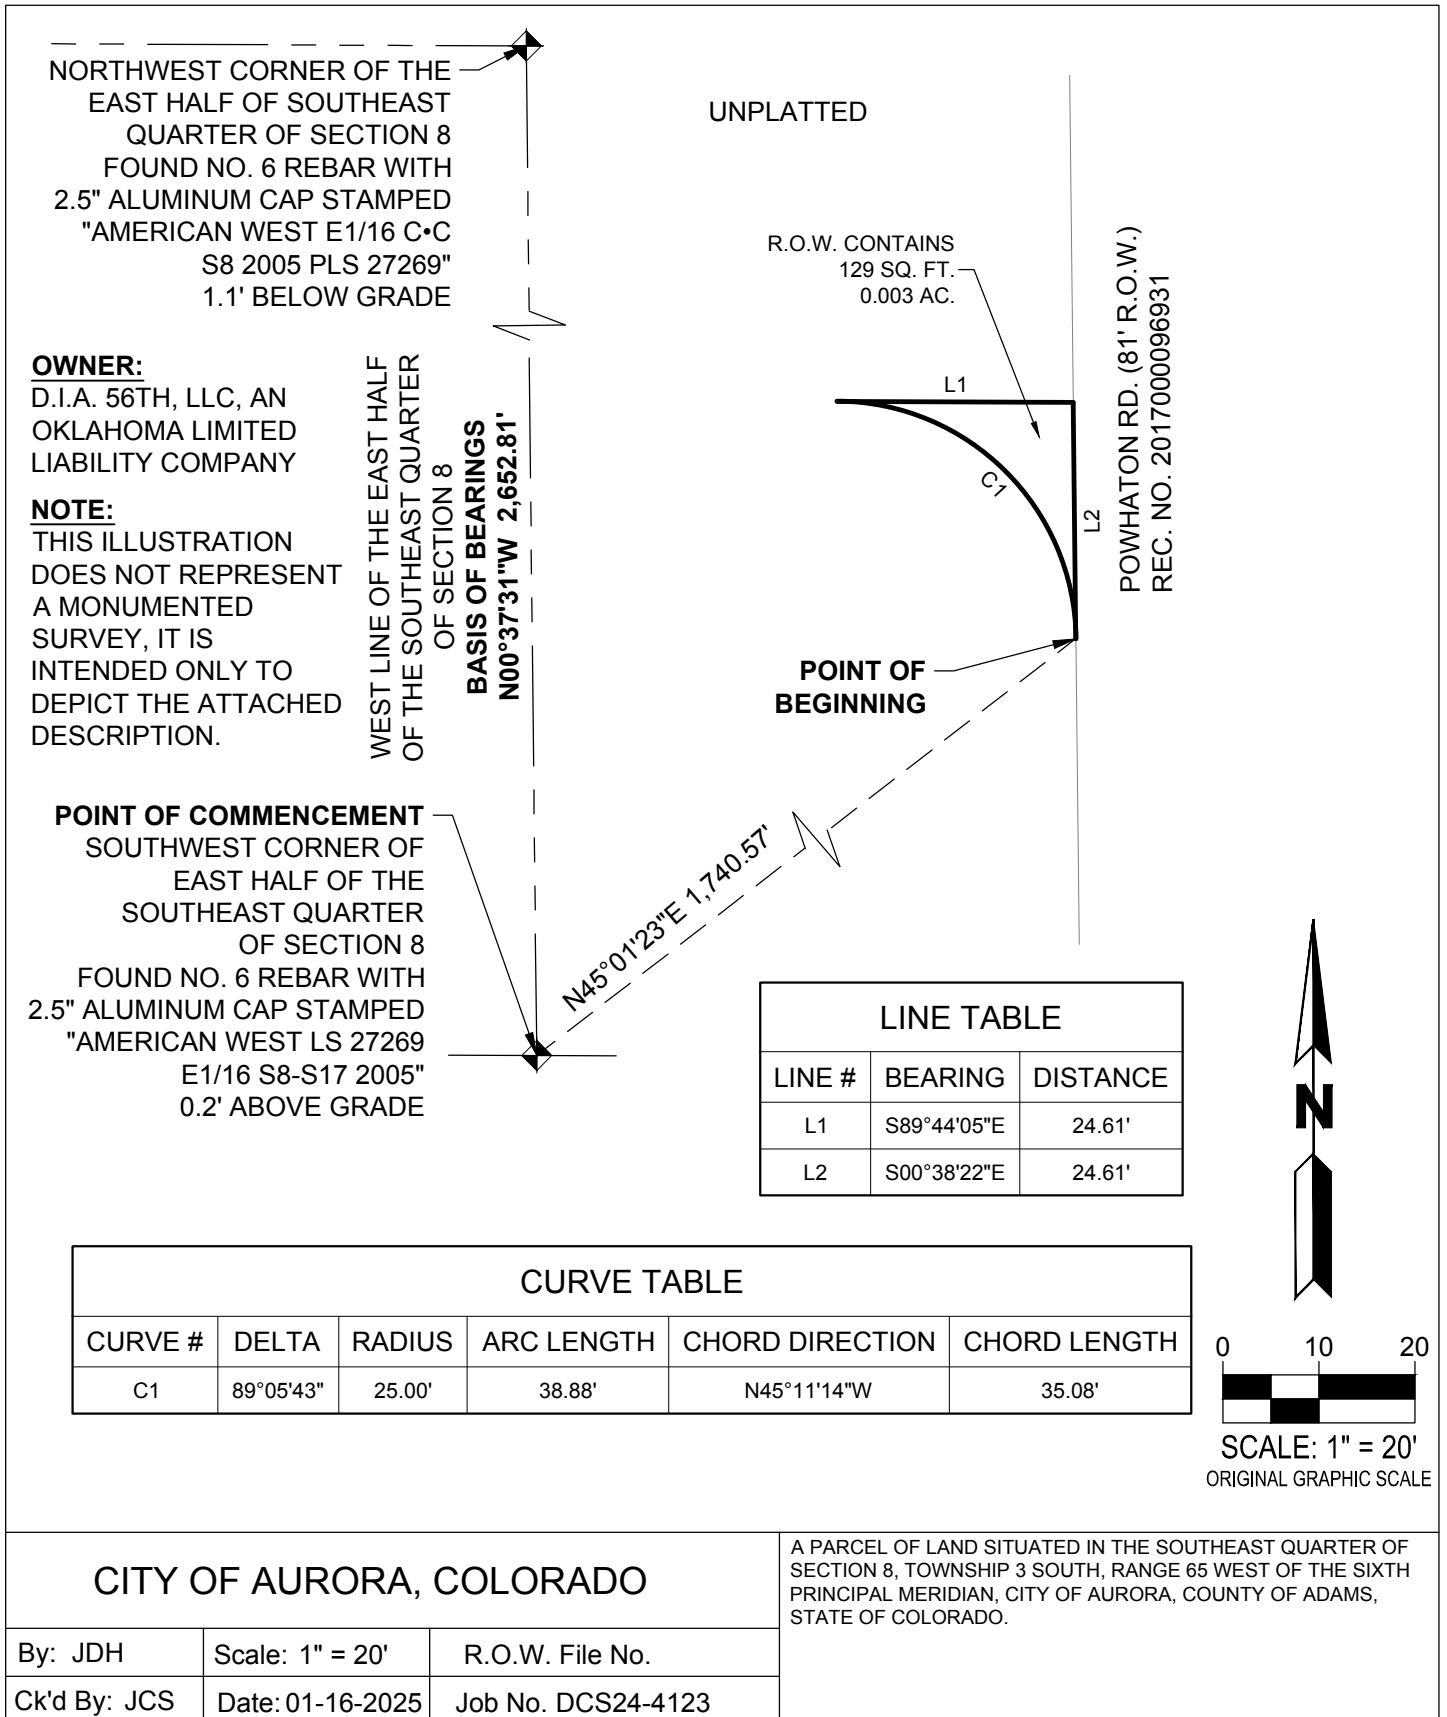 NORTHWEST CORNER OF THE
EAST HALF OF SOUTHEAST
QUARTER OF SECTION 8
FOUND NO. 6 REBAR WITH
2.5" ALUMINUM CAP STAMPED
"AMERICAN WEST E1/16 C•C
S8 2005 PLS 27269"
1.1' BELOW GRADE
UNPLATTED
R.O.W. CONTAINS
129 SQ. FT.
0.003 AC.
POWHATON RD. (81' R.O.W.)
REC. NO. 2017000096931
L1
C1
L2
OWNER:
D.I.A. 56TH, LLC, AN
OKLAHOMA LIMITED
LIABILITY COMPANY
NOTE:
THIS ILLUSTRATION
DOES NOT REPRESENT
A MONUMENTED
SURVEY, IT IS
INTENDED ONLY TO
DEPICT THE ATTACHED
DESCRIPTION.
WEST LINE OF THE EAST HALF
OF THE SOUTHEAST QUARTER
OF SECTION 8
BASIS OF BEARINGS
N00°37'31"W 2,652.81'
POINT OF
BEGINNING
POINT OF COMMENCEMENT
SOUTHWEST CORNER OF
EAST HALF OF THE
SOUTHEAST QUARTER
OF SECTION 8
FOUND NO. 6 REBAR WITH
2.5" ALUMINUM CAP STAMPED
"AMERICAN WEST LS 27269
E1/16 S8-S17 2005"
0.2' ABOVE GRADE
N45°01'23"E 1,740.57'
LINE TABLE
LINE # BEARING DISTANCE
L1 S89°44'05"E 24.61'
L2 S00°38'22"E 24.61'
N
CURVE TABLE
CURVE # DELTA RADIUS ARC LENGTH CHORD DIRECTION CHORD LENGTH
C1 89°05'43" 25.00' 38.88' N45°11'14"W 35.08'
0 10 20
SCALE: 1" = 20'
ORIGINAL GRAPHIC SCALE
CITY OF AURORA, COLORADO
By: JDH Scale: 1" = 20' R.O.W. File No.
Ck'd By: JCS Date: 01-16-2025 Job No. DCS24-4123
A PARCEL OF LAND SITUATED IN THE SOUTHEAST QUARTER OF
SECTION 8, TOWNSHIP 3 SOUTH, RANGE 65 WEST OF THE SIXTH
PRINCIPAL MERIDIAN, CITY OF AURORA, COUNTY OF ADAMS,
STATE OF COLORADO.